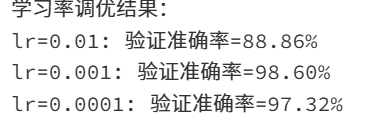 学习率调优结果:
lr=0.01: 验证准确率=88.86%
lr=0.001: 验证准确率=98.60%
lr=0.0001: 验证准确率=97.32%